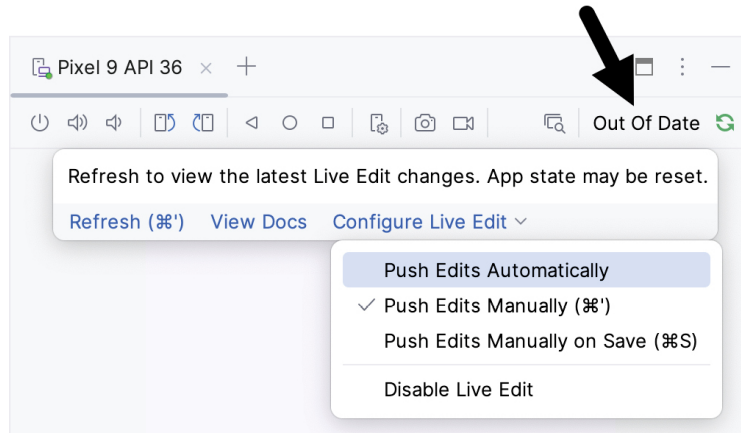 Pixel 9 API 36
Out Of Date
Refresh to view the latest Live Edit changes. App state may be reset.
Refresh (⌘') View Docs Configure Live Edit
Push Edits Automatically
Push Edits Manually (⌘')
Push Edits Manually on Save (⌘S)
Disable Live Edit